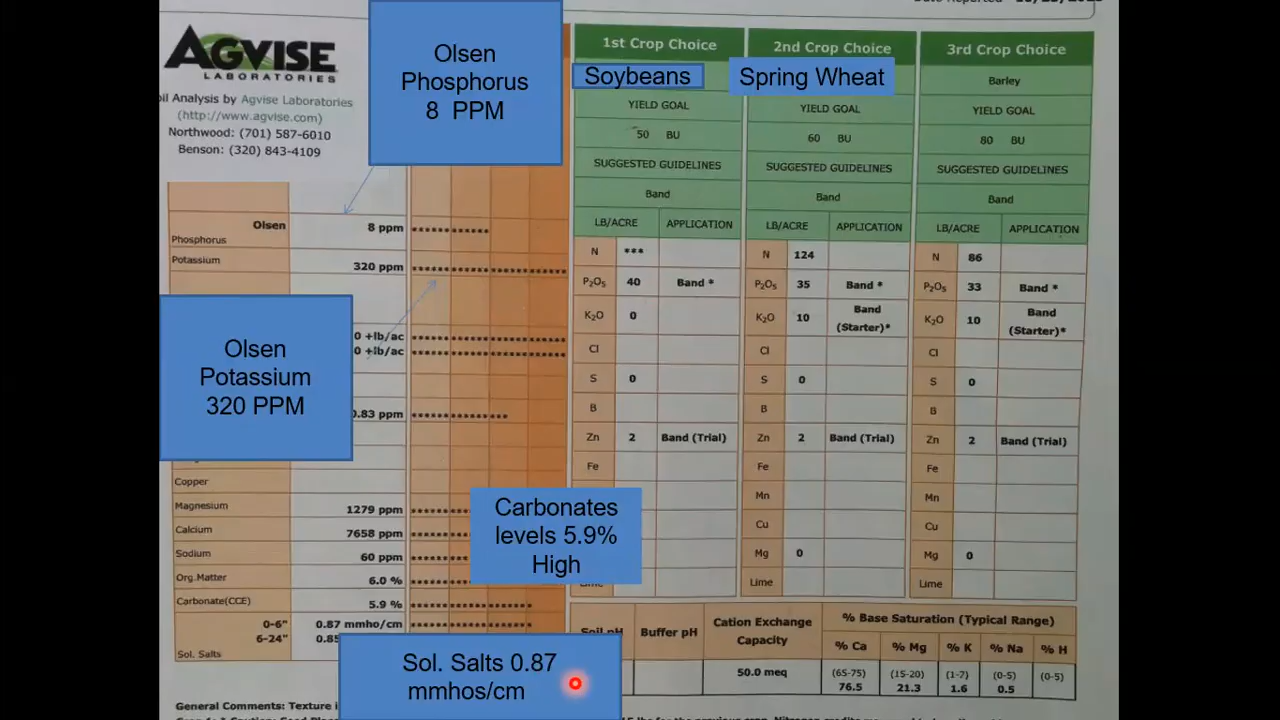 AGVISE
LABORATORIES
oil Analysis by Agvise Laboratories
(http://www.agvise.com)
Northwood: (701) 587-6010
Benson: (320) 843-4109
Olsen
Phosphorus
8 PPM
1st Crop Choice
2nd Crop Choice
3rd Crop Choice
Soybeans
Spring Wheat
Barley
YIELD GOAL
YIELD GOAL
YIELD GOAL
50 BU
60 BU
80 BU
SUGGESTED GUIDELINES
SUGGESTED GUIDELINES
SUGGESTED GUIDELINES
Band
Band
Band
LB/ACRE APPLICATION
LB/ACRE APPLICATION
LB/ACRE APPLICATION
N ***
N 124
N 86
P₂O₅ 40 Band *
P₂O₅ 35 Band *
P₂O₅ 33 Band *
K₂O 0
K₂O 10 Band
(Starter)*
K₂O 10 Band
(Starter)*
Cl
Cl
Cl
S 0
S 0
S 0
B
B
B
Zn 2 Band (Trial)
Zn 2 Band (Trial)
Zn 2 Band (Trial)
Fe
Fe
Fe
Mn
Mn
Cu
Cu
Mg 0
Mg 0
Lime
Lime
Lime
Olsen 8 ppm
Phosphorus
Potassium
320 ppm
Olsen
Potassium
320 PPM
0 +lb/ac
0 +lb/ac
0.83 ppm
Copper
Magnesium 1279 ppm
Calcium 7658 ppm
Sodium 60 ppm
Org.Matter 6.0 %
Carbonate(CCE) 5.9 %
0-6" 0.87 mmho/cm
6-24"
Sol. Salts
Carbonates
levels 5.9%
High
Sol. Salts 0.87
mmhos/cm
Soil pH
Buffer pH
Cation Exchange
Capacity
% Base Saturation (Typical Range)
% Ca % Mg % K % Na % H
50.0 meq
(65-75) (15-20) (1-7) (0-5) (0-5)
76.5 21.3 1.6 0.5
General Comments: Texture i